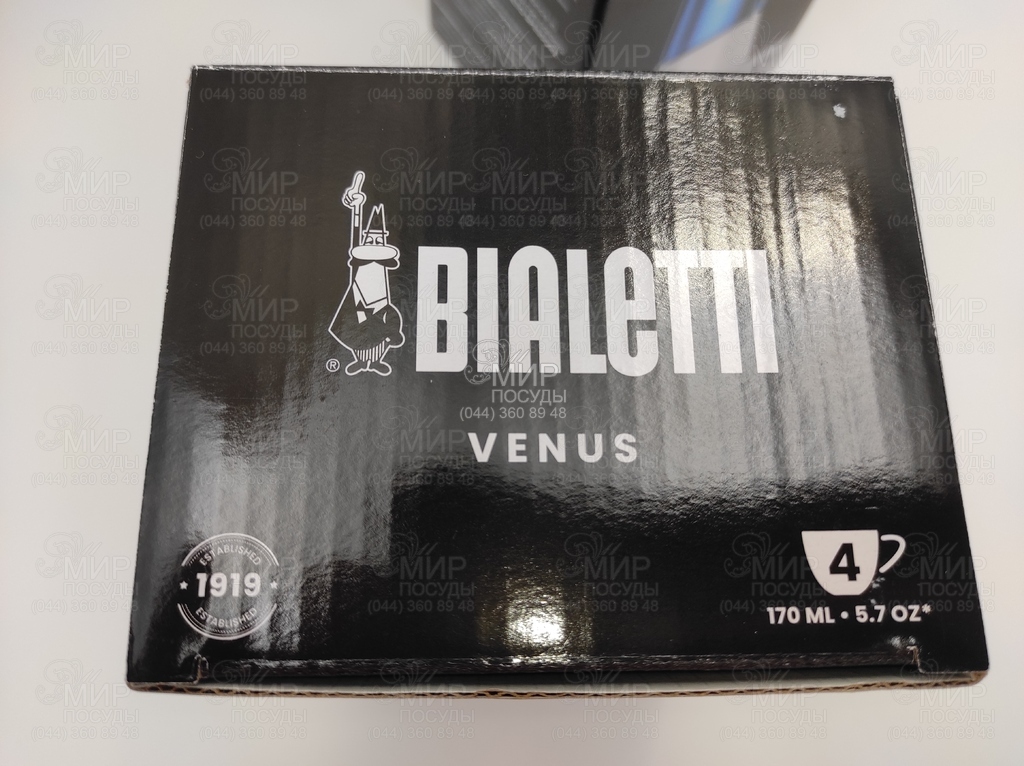 BIALETTI
®
МИР
ПОСУДЫ
(044) 360 89 48
VENUS
ESTABLISHED
1919
ESTABLISHED
4
170 ML • 5.7 OZ*